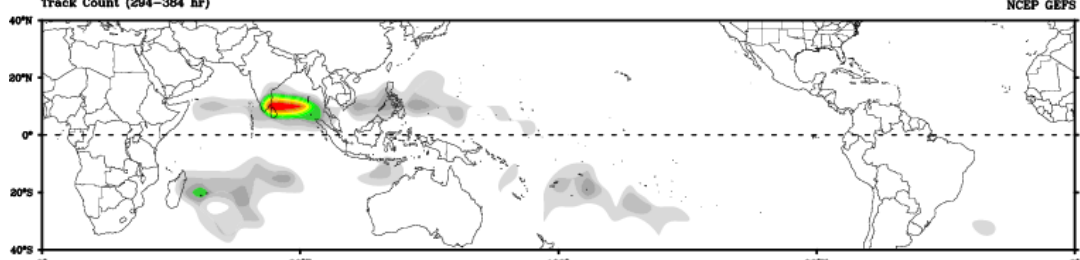 Track Count (294–384 hr)
NCEP GEFS
40°N
20°N
0°
20°S
40°S